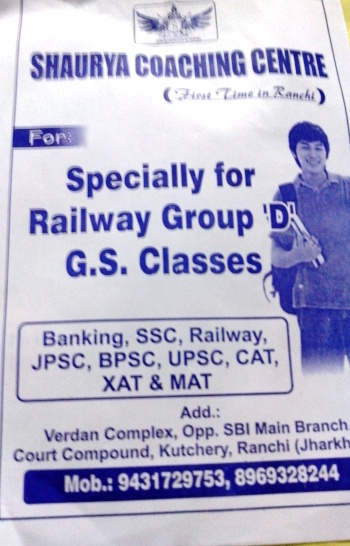 SHAURYA COACHING CENTRE
(First Time in Ranchi)
For:
Specially for
Railway Group 'D'
G.S. Classes
Banking, SSC, Railway,
JPSC, BPSC, UPSC, CAT,
XAT & MAT
Add.:
Verdan Complex, Opp. SBI Main Branch,
Court Compound, Kutchery, Ranchi (Jharkh
Mob.: 9431729753, 8969328244